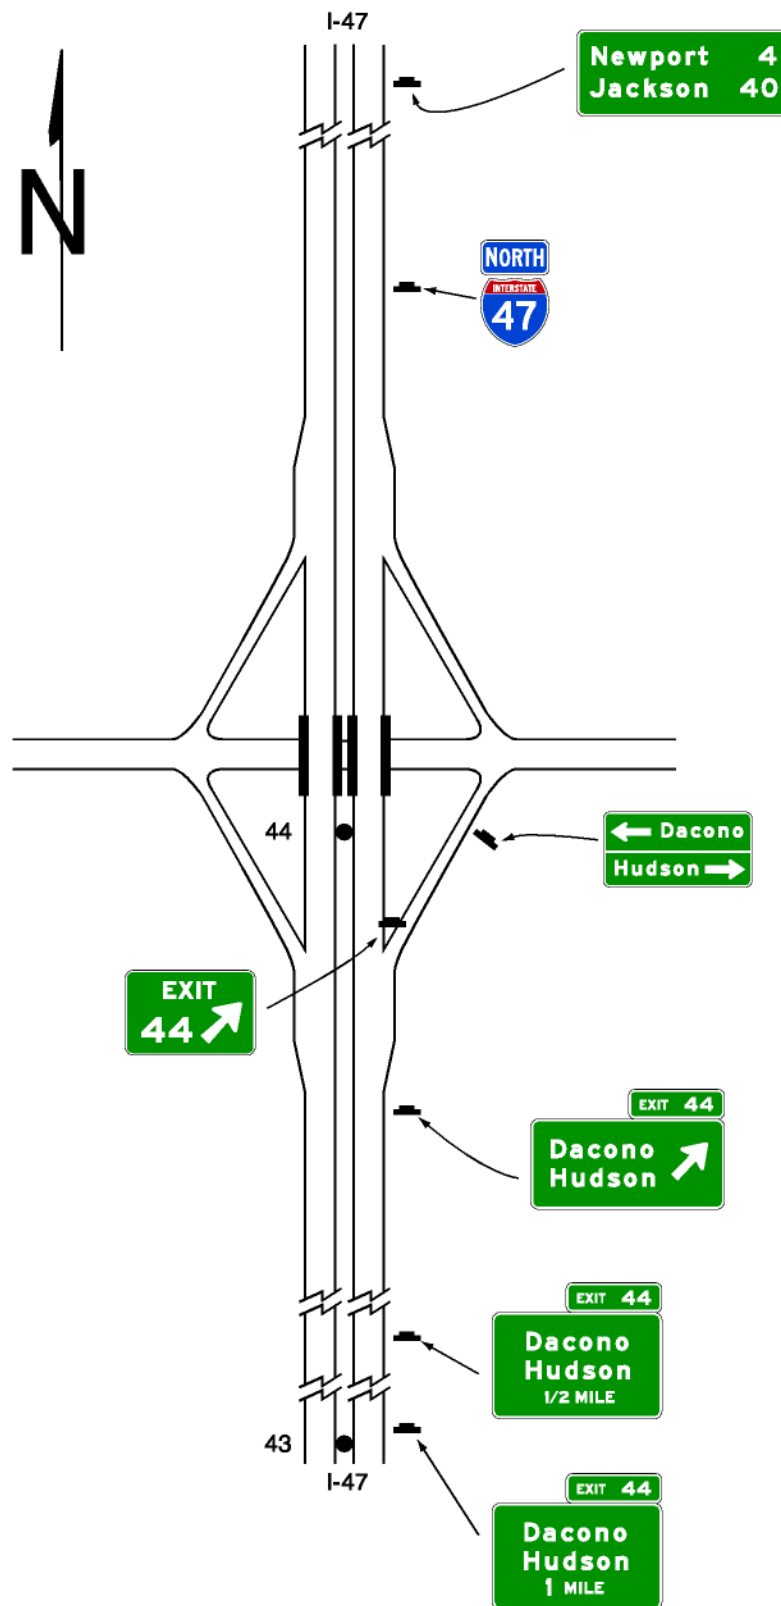 I-47
Newport 4
Jackson 40
N
NORTH
INTERSTATE
47
44
← Dacono
Hudson →
EXIT
44
EXIT 44
Dacono
Hudson
EXIT 44
Dacono
Hudson
1/2 MILE
43
I-47
EXIT 44
Dacono
Hudson
1 MILE